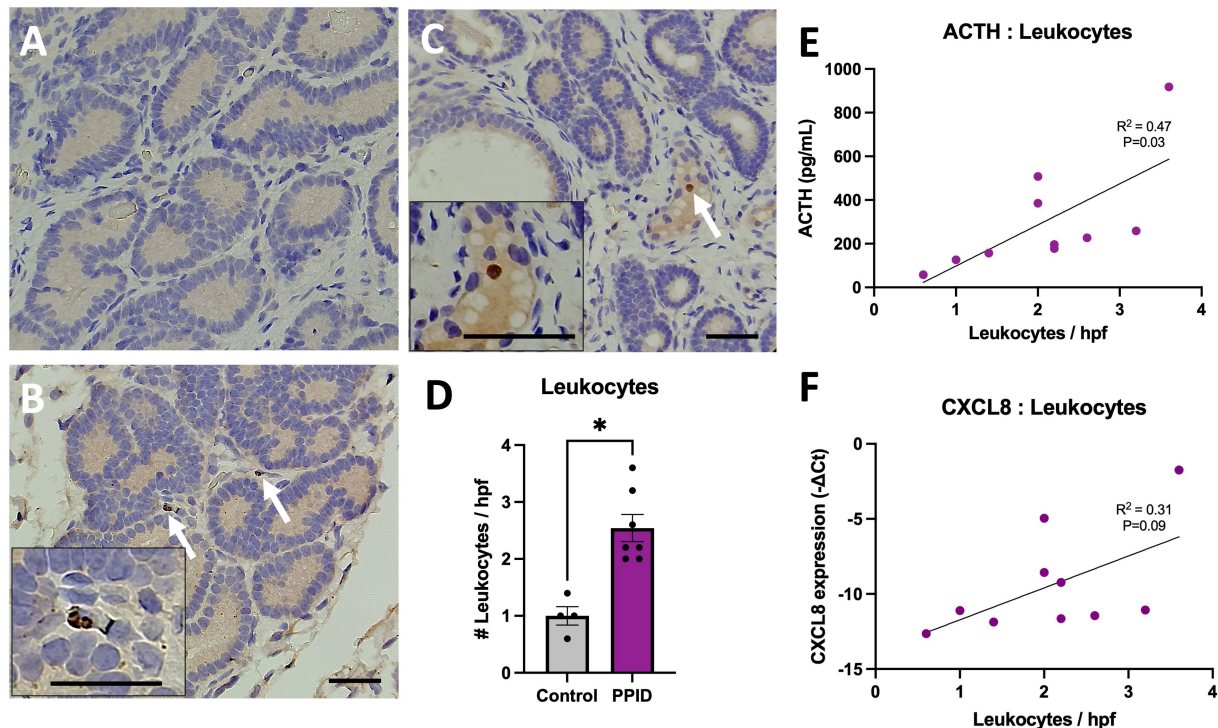 A
B
C
D
Leukocytes
*
# Leukocytes / hpf
4
3
2
1
0
Control
PPID
E
ACTH : Leukocytes
ACTH (pg/mL)
1000
800
600
400
200
0
R² = 0.47
P=0.03
0 1 2 3 4
Leukocytes / hpf
F
CXCL8 : Leukocytes
CXCL8 expression (-ΔCt)
0
-5
-10
-15
R² = 0.31
P=0.09
0 1 2 3 4
Leukocytes / hpf